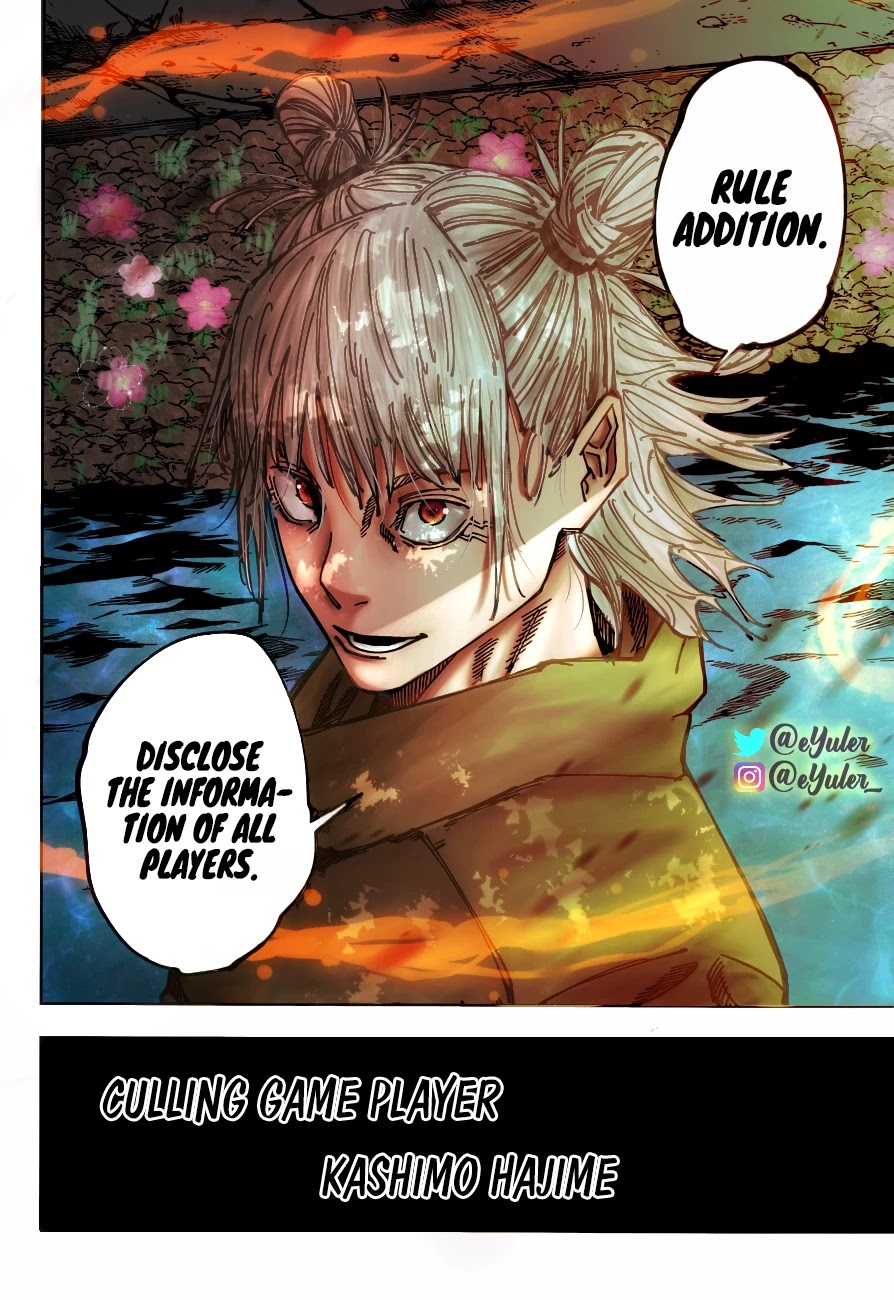 RULE
ADDITION.
DISCLOSE
THE INFORMA-
TION OF ALL
PLAYERS.
@eYuler
@eYuler_
CULLING GAME PLAYER
KASHIMO HAJIME